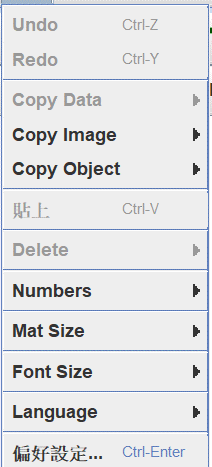 Undo Ctrl-Z
Redo Ctrl-Y
Copy Data
Copy Image
Copy Object
貼上 Ctrl-V
Delete
Numbers
Mat Size
Font Size
Language
偏好設定... Ctrl-Enter